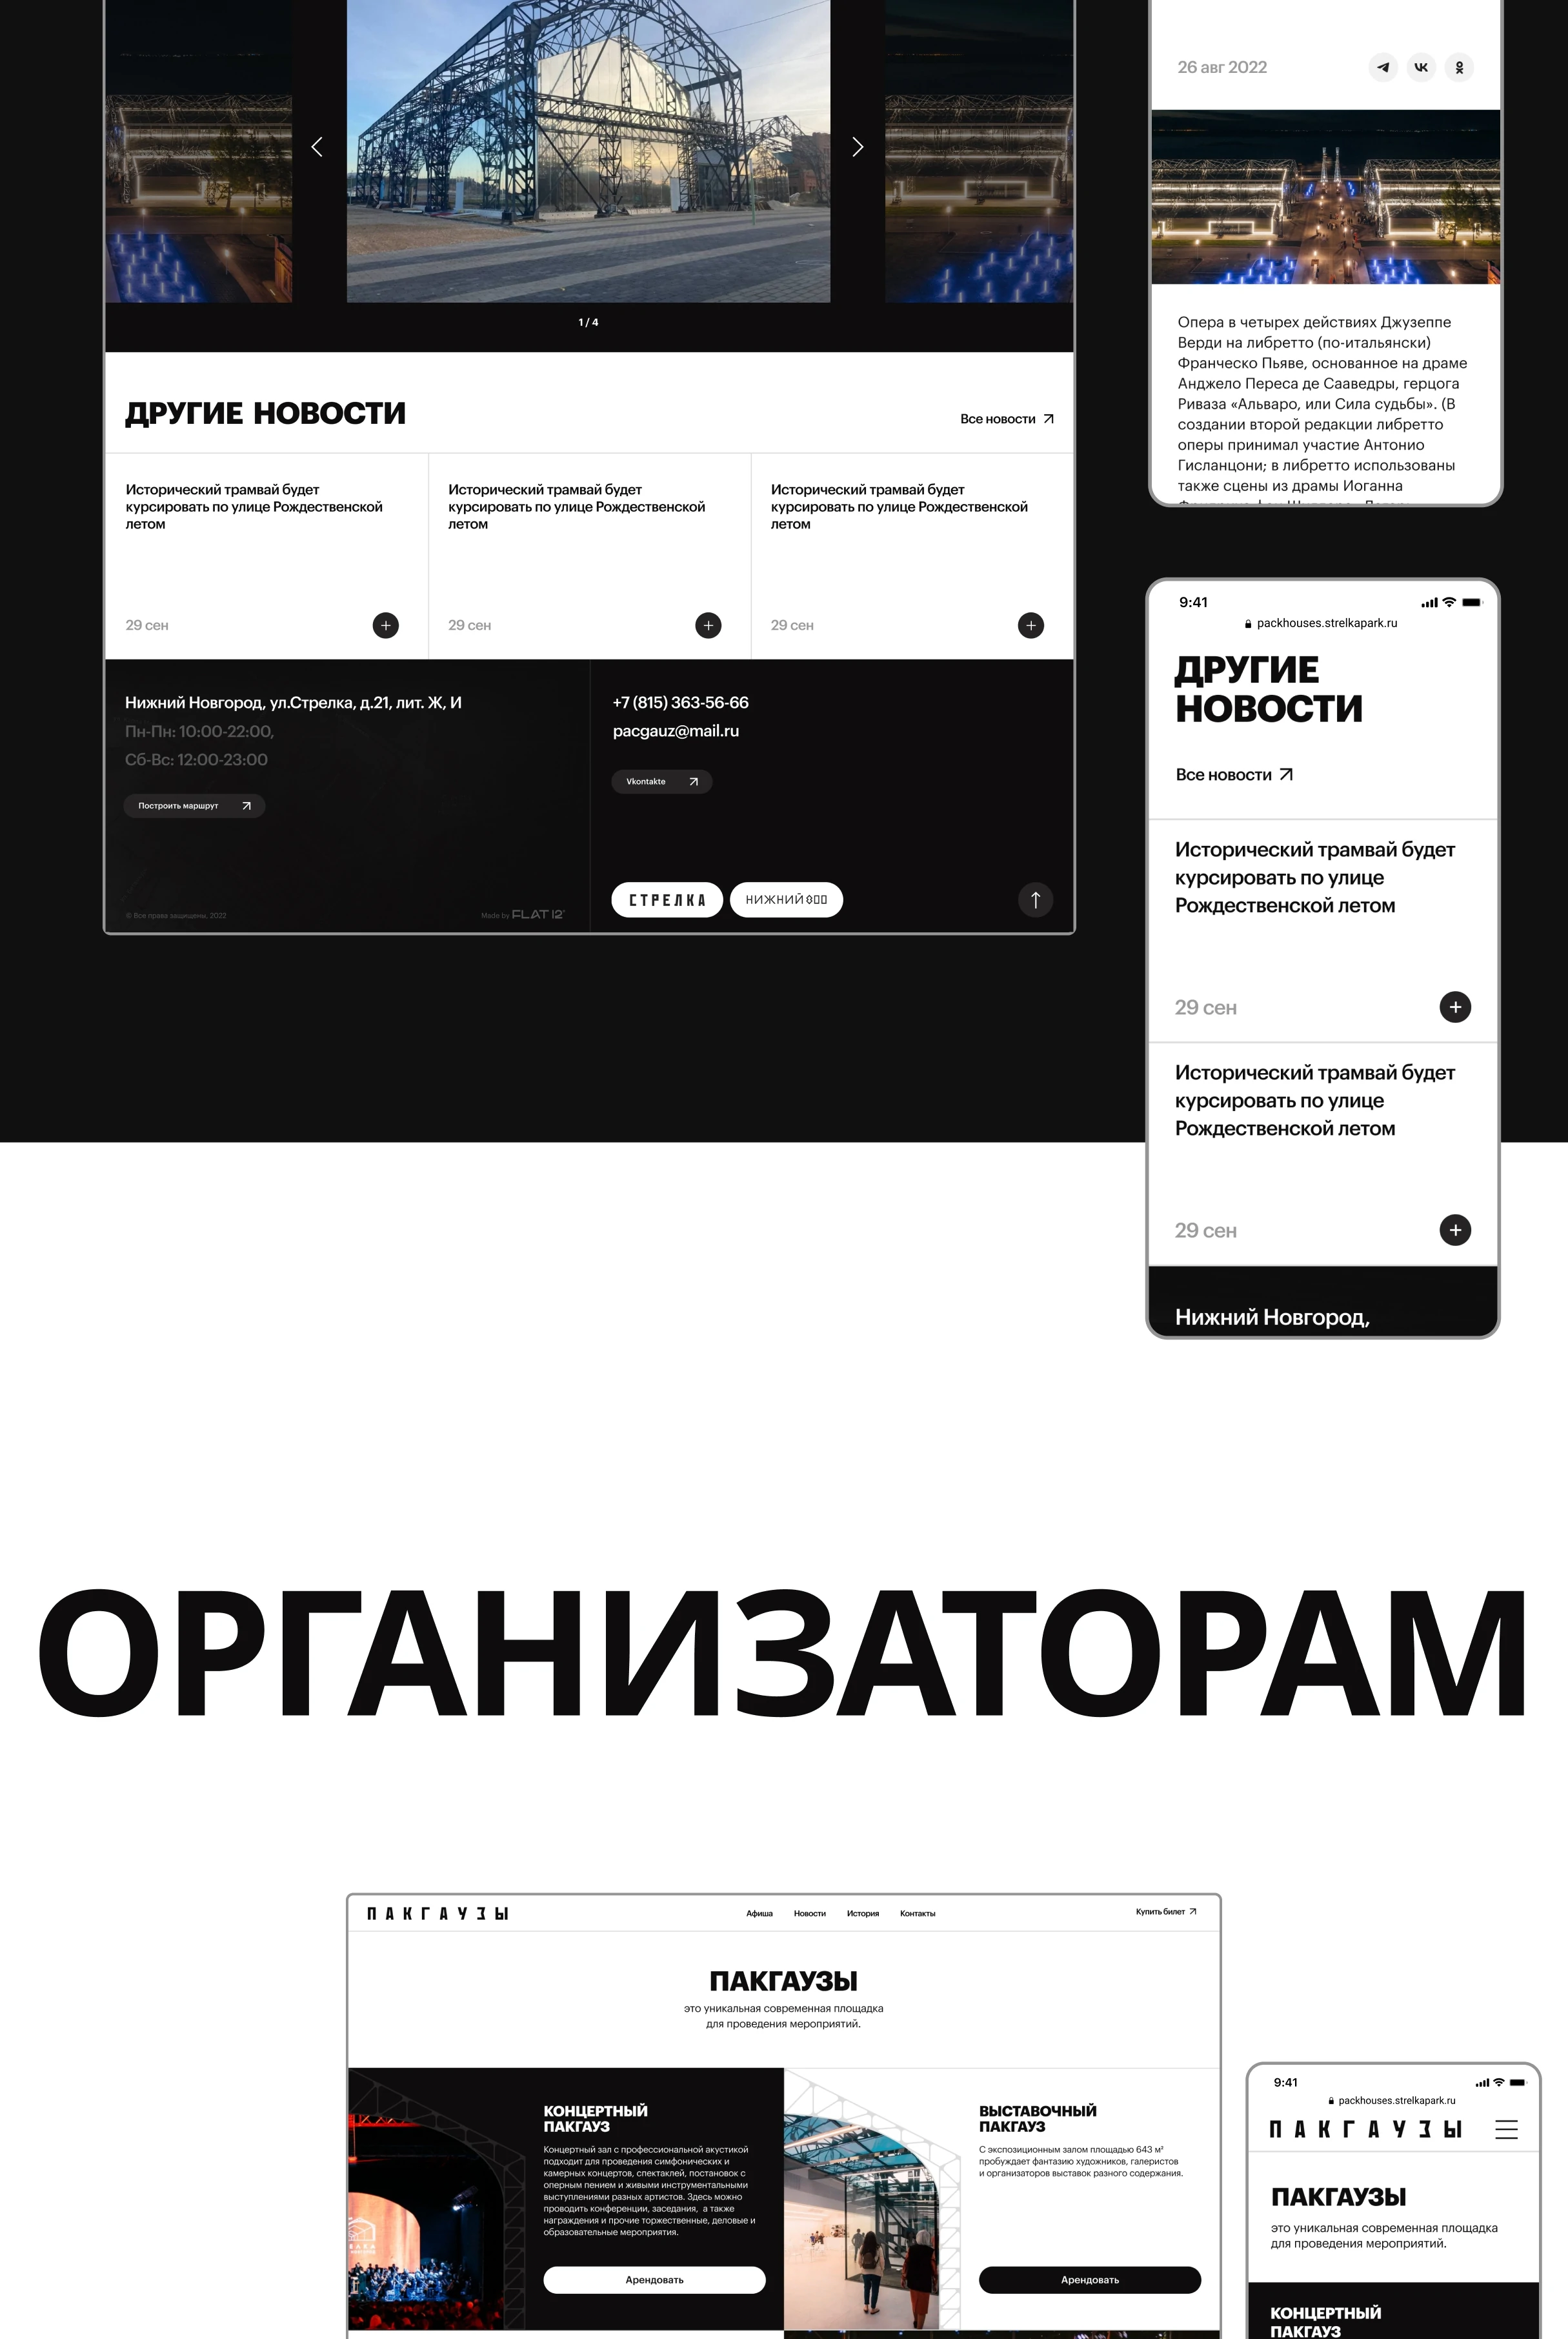 1 / 4
ДРУГИЕ НОВОСТИ
Все новости
Исторический трамвай будет
курсировать по улице Рождественской
летом
29 сен
Исторический трамвай будет
курсировать по улице Рождественской
летом
29 сен
Исторический трамвай будет
курсировать по улице Рождественской
летом
29 сен
Нижний Новгород, ул.Стрелка, д.21, лит. Ж, И
Пн-Пн: 10:00-22:00,
Сб-Вс: 12:00-23:00
Построить маршрут
© Все права защищены, 2022
Made by FLAT 12
+7 (815) 363-56-66
pacgauz@mail.ru
Vkontakte
СТРЕЛКА
НИЖНИЙ 800
26 авг 2022
Опера в четырех действиях Джузеппе
Верди на либретто (по-итальянски)
Франческо Пьяве, основанное на драме
Анджело Переса де Сааведры, герцога
Риваза «Альваро, или Сила судьбы». (В
создании второй редакции либретто
оперы принимал участие Антонио
Гисланцони; в либретто использованы
также сцены из драмы Иоганна
9:41
packhouses.strelkapark.ru
ДРУГИЕ
НОВОСТИ
Все новости
Исторический трамвай будет
курсировать по улице
Рождественской летом
29 сен
Исторический трамвай будет
курсировать по улице
Рождественской летом
29 сен
Нижний Новгород,
ОРГАНИЗАТОРАМ
ПАКГАУЗЫ
Афиша
Новости
История
Контакты
Купить билет
ПАКГАУЗЫ
это уникальная современная площадка
для проведения мероприятий.
КОНЦЕРТНЫЙ
ПАКГАУЗ
Концертный зал с профессиональной акустикой
подходит для проведения симфонических и
камерных концертов, спектаклей, постановок с
оперным пением и живыми инструментальными
выступлениями разных артистов. Здесь можно
проводить конференции, заседания, а также
награждения и прочие торжественные, деловые и
образовательные мероприятия.
Арендовать
ВЫСТАВОЧНЫЙ
ПАКГАУЗ
С экспозиционным залом площадью 643 м²
пробуждает фантазию художников, галеристов
и организаторов выставок разного содержания.
Арендовать
9:41
packhouses.strelkapark.ru
ПАКГАУЗЫ
ПАКГАУЗЫ
это уникальная современная площадка
для проведения мероприятий.
КОНЦЕРТНЫЙ
ПАКГАУЗ